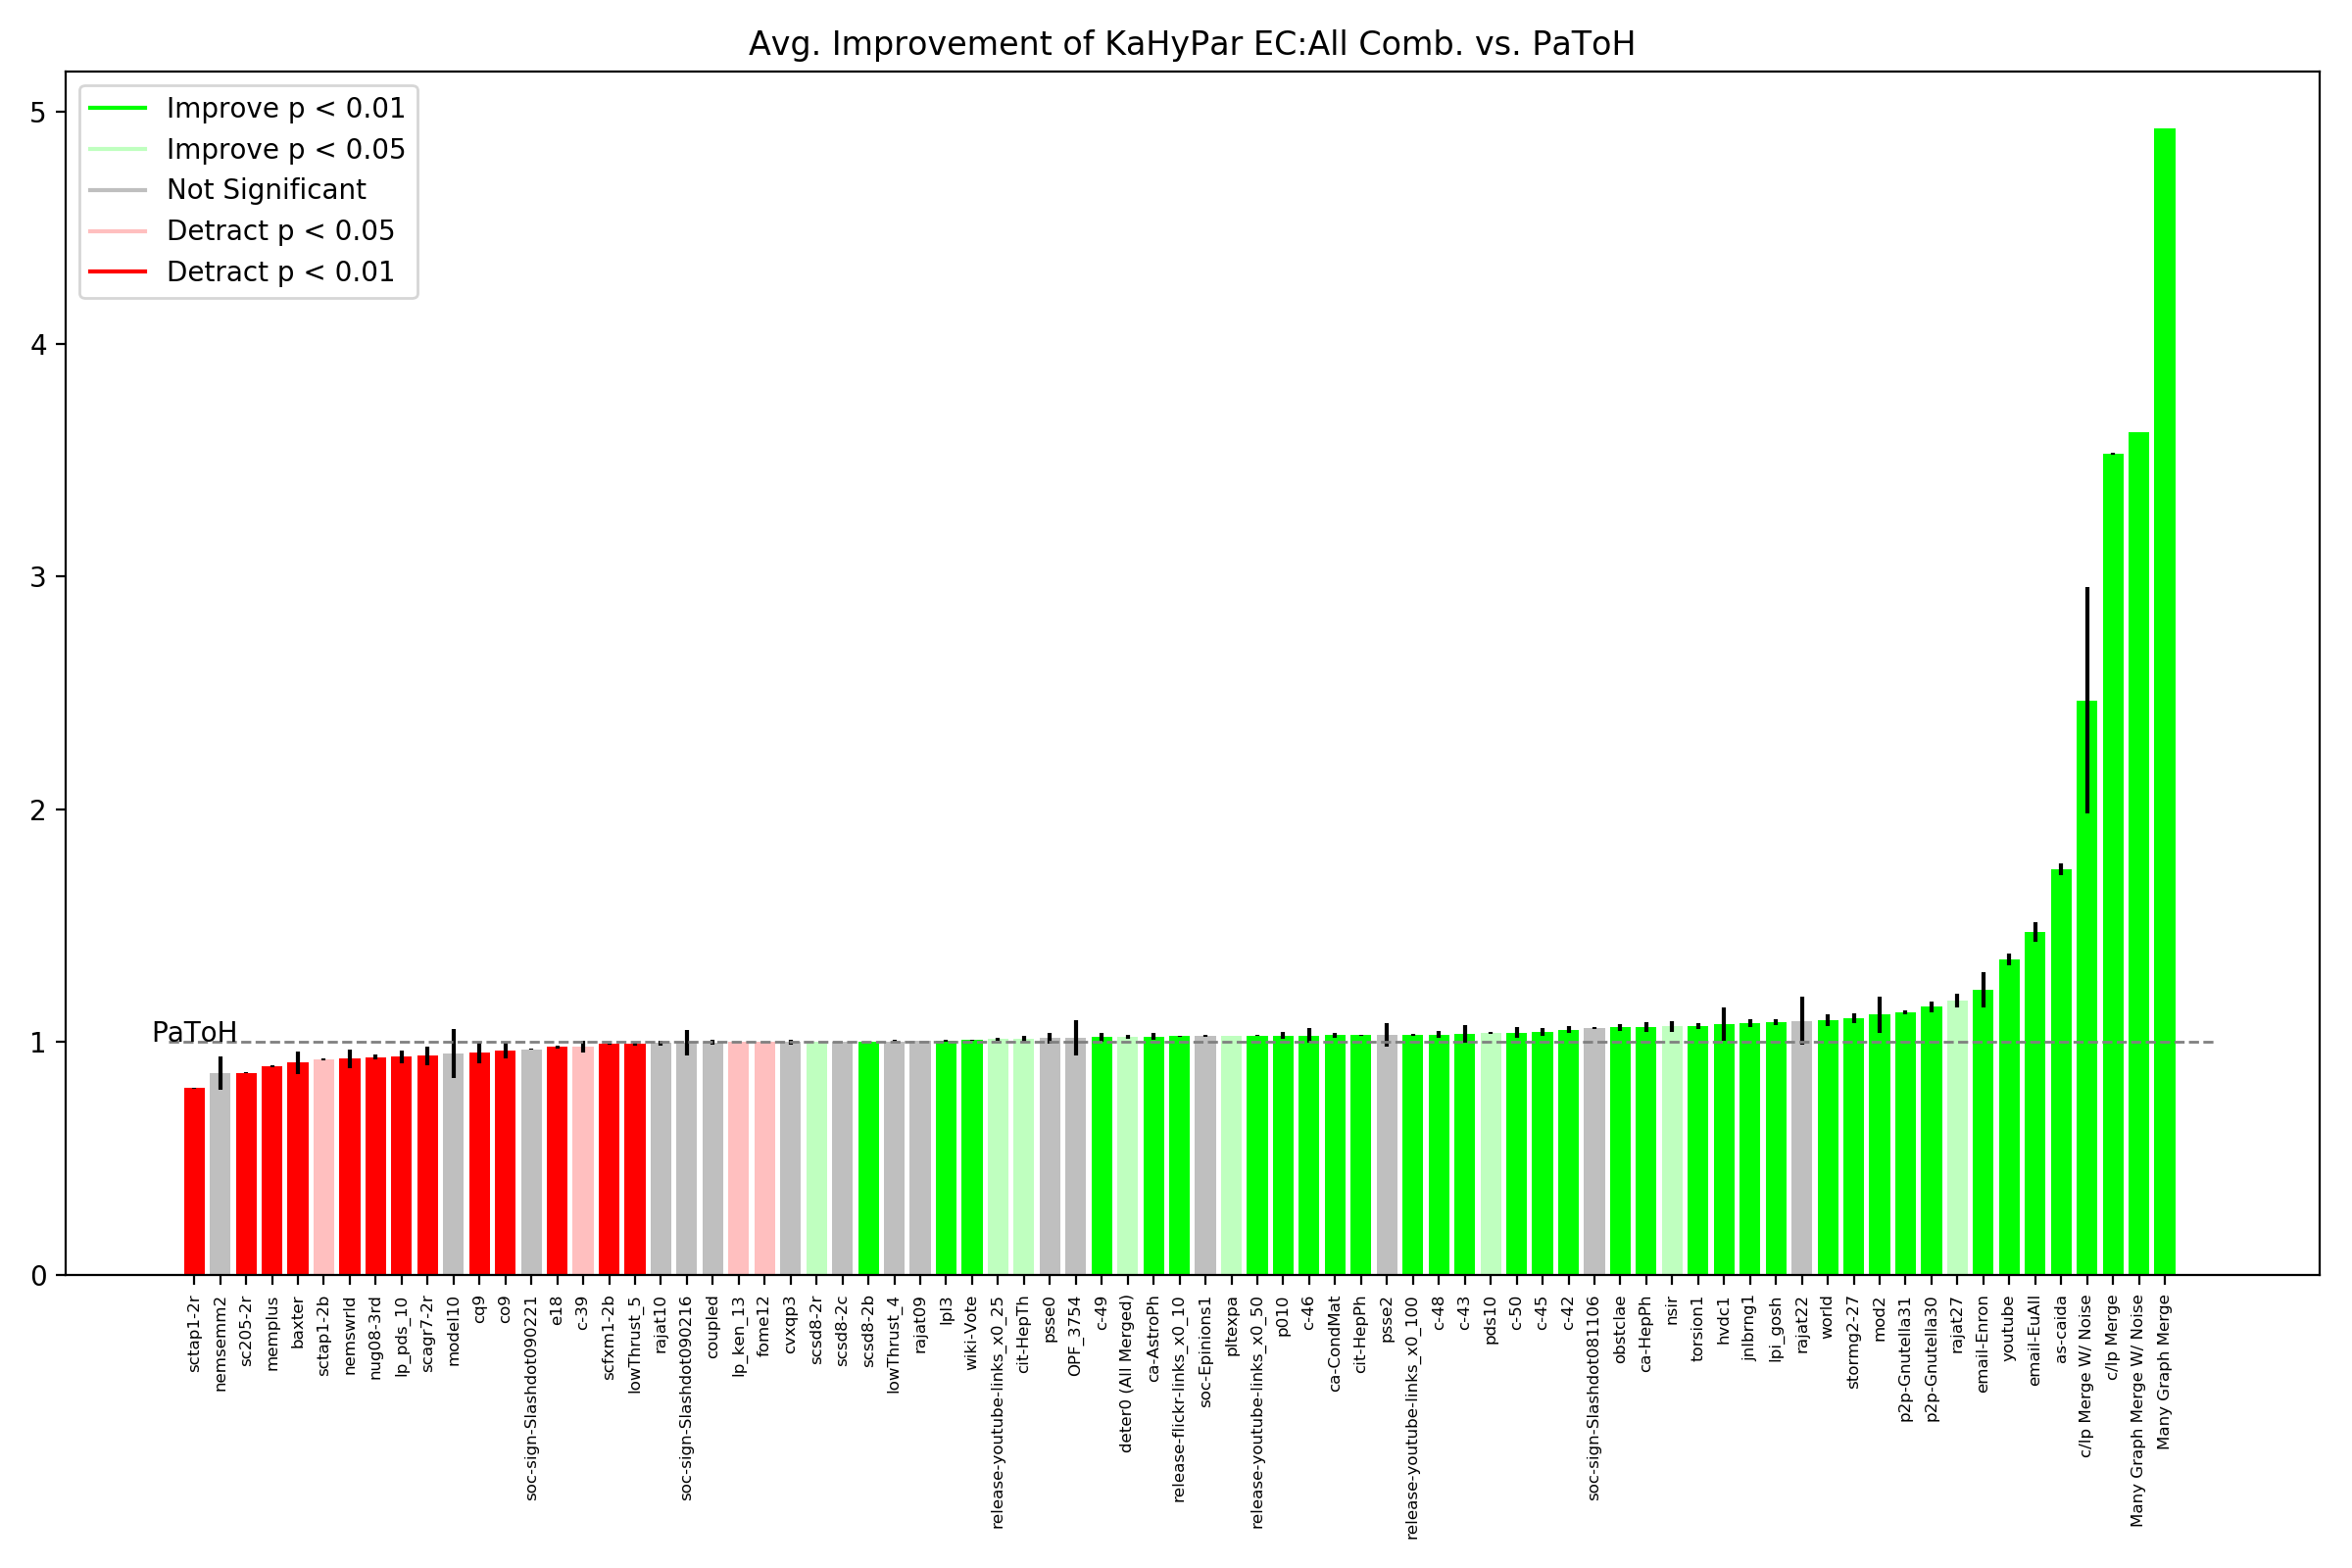 Avg. Improvement of KaHyPar EC:All Comb. vs. PaToH
Improve p < 0.01
Improve p < 0.05
Not Significant
Detract p < 0.05
Detract p < 0.01
5
4
3
2
1
0
PaToH
sctap1-2r
nemsemm2
sc205-2r
memplus
baxter
sctap1-2b
nemswrld
nug08-3rd
lp_pds_10
scagr7-2r
model10
cq9
co9
soc-sign-Slashdot090221
e18
c-39
scfxm1-2b
lowThrust_5
rajat10
soc-sign-Slashdot090216
coupled
lp_ken_13
fome12
cvxqp3
scsd8-2r
scsd8-2c
scsd8-2b
lowThrust_4
rajat09
lpl3
wiki-Vote
release-youtube-links_x0_25
cit-HepTh
psse0
OPF_3754
c-49
deter0 (All Merged)
ca-AstroPh
release-flickr-links_x0_10
soc-Epinions1
pltexpa
release-youtube-links_x0_50
p010
c-46
ca-CondMat
cit-HepPh
psse2
release-youtube-links_x0_100
c-48
c-43
pds10
c-50
c-45
c-42
soc-sign-Slashdot081106
obstclae
ca-HepPh
nsir
torsion1
hvdc1
jnlbrng1
lpi_gosh
rajat22
world
stormg2-27
mod2
p2p-Gnutella31
p2p-Gnutella30
rajat27
email-Enron
youtube
email-EuAll
as-caida
c/lp Merge W/ Noise
c/lp Merge
Many Graph Merge W/ Noise
Many Graph Merge